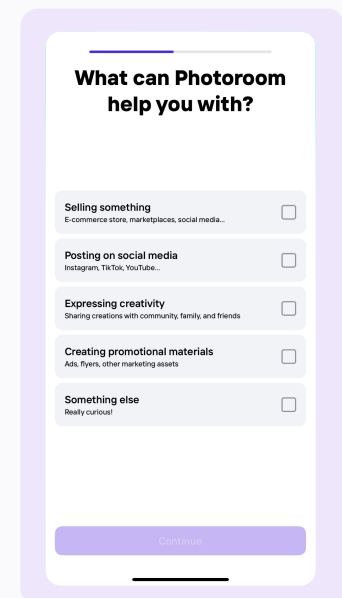 What can Photoroom
help you with?
Selling something
E-commerce store, marketplaces, social media...
Posting on social media
Instagram, TikTok, YouTube...
Expressing creativity
Sharing creations with community, family, and friends
Creating promotional materials
Ads, flyers, other marketing assets
Something else
Really curious!
Continue